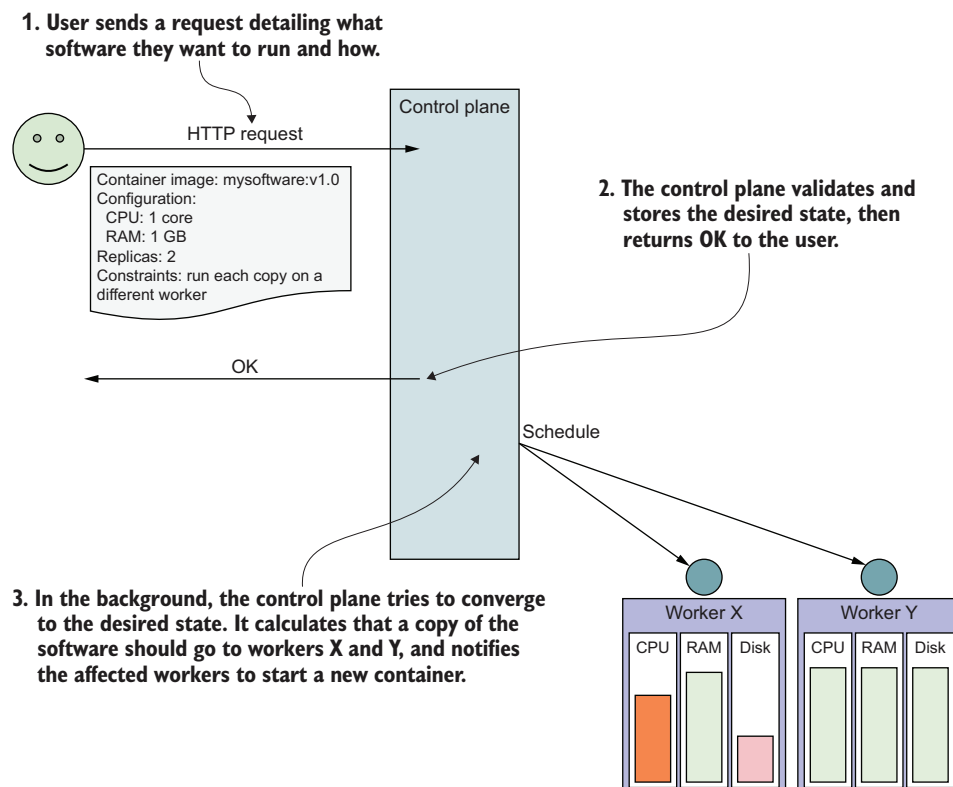 1. User sends a request detailing what
software they want to run and how.
Control plane
HTTP request
Container image: mysoftware:v1.0
Configuration:
CPU: 1 core
RAM: 1 GB
Replicas: 2
Constraints: run each copy on a
different worker
2. The control plane validates and
stores the desired state, then
returns OK to the user.
OK
Schedule
3. In the background, the control plane tries to converge
to the desired state. It calculates that a copy of the
software should go to workers X and Y, and notifies
the affected workers to start a new container.
Worker X
CPU RAM Disk
Worker Y
CPU RAM Disk